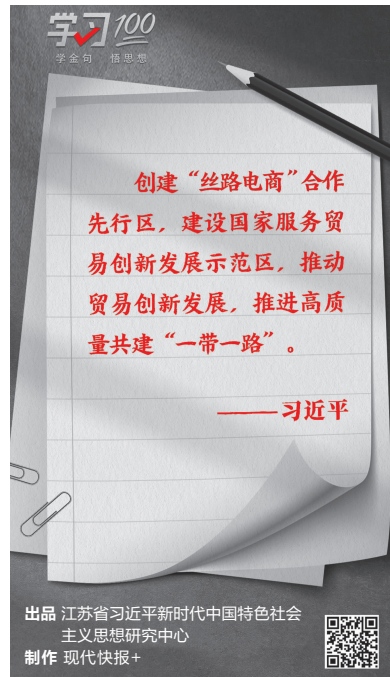 学习100
学金句 悟思想
创建“丝路电商”合作
先行区，建设国家服务贸
易创新发展示范区，推动
贸易创新发展，推进高质
量共建“一带一路”。
——习近平
出品 江苏省习近平新时代中国特色社会
主义思想研究中心
制作 现代快报+